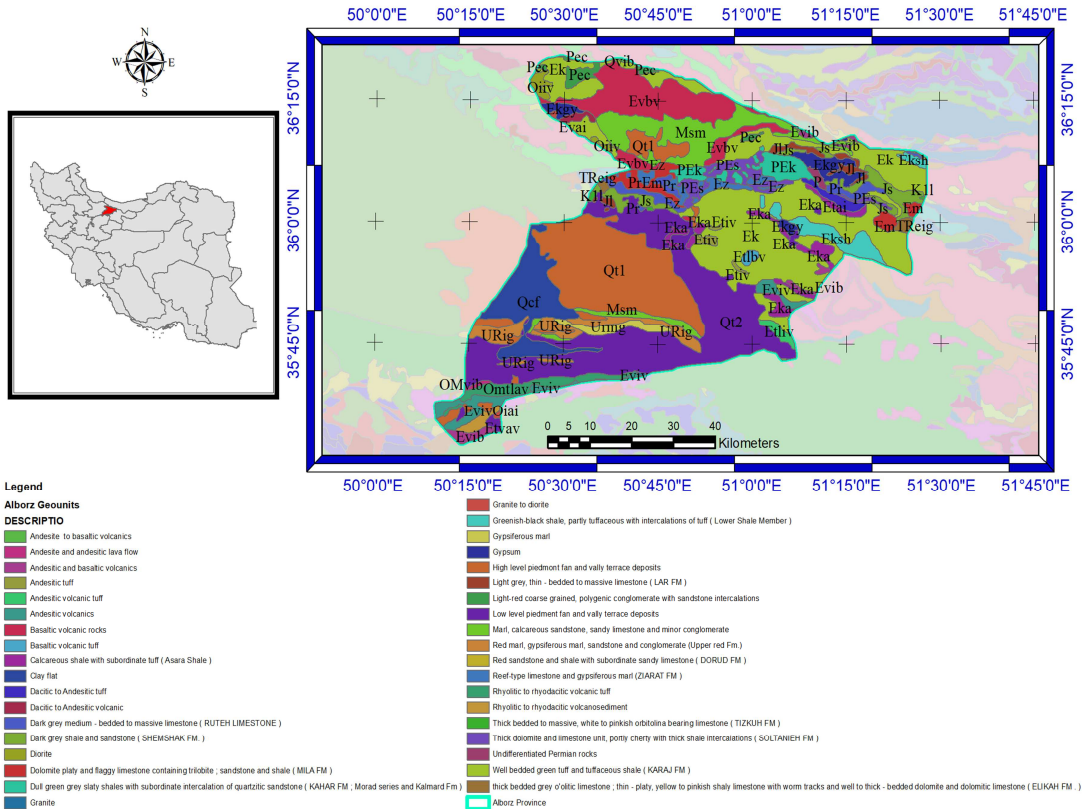 50°0'0"E 50°15'0"E 50°30'0"E 50°45'0"E 51°0'0"E 51°15'0"E 51°30'0"E 51°45'0"E
N
W E
S
36°15'0"N 36°15'0"N
36°0'0"N 36°0'0"N
35°45'0"N 35°45'0"N
Pec Qvib
Pec Ek Pec Pec
Oiiv
Ekgy Evbv
Evai Msm Pec Evib
Oiiv Qt1 Evbv JlJs Js Evib
Evbv Ez PEs PEk Ekgy Jl Ek Eksh
TReig PrEmPr PEk Ez P Pr Jl
K1l Jl Js PEs Ez Ez PEs Js K1l
Pr Ez Eka Etai Js Em
Eka EkaEtiv Eka Ekgy EmTReig
Eka Etiv Ek Eka Eksh
Etlbv Eka
Qt1 Etiv
Eviv Eka Evib
Qcf Msm Eka
URig URig Urmg URig Qt2 Etliv
URig URig
OMvib Omtlav Eviv Eviv
Eviv Oiai
Evib Etvav
0 5 10 20 30 40
Kilometers
50°0'0"E 50°15'0"E 50°30'0"E 50°45'0"E 51°0'0"E 51°15'0"E 51°30'0"E 51°45'0"E
Legend
Alborz Geounits
DESCRIPTIO
Andesite to basaltic volcanics
Andesite and andesitic lava flow
Andesitic and basaltic volcanics
Andesitic tuff
Andesitic volcanic tuff
Andesitic volcanics
Basaltic volcanic rocks
Basaltic volcanic tuff
Calcareous shale with subordinate tuff ( Asara Shale )
Clay flat
Dacitic to Andesitic tuff
Dacitic to Andesitic volcanic
Dark grey medium - bedded to massive limestone ( RUTEH LIMESTONE )
Dark grey shale and sandstone ( SHEMSHAK FM. )
Diorite
Dolomite platy and flaggy limestone containing trilobite ; sandstone and shale ( MILA FM )
Dull green grey slaty shales with subordinate intercalation of quartzitic sandstone ( KAHAR FM ; Morad series and Kalmard Fm )
Granite
Granite to diorite
Greenish-black shale, partly tuffaceous with intercalations of tuff ( Lower Shale Member )
Gypsiferous marl
Gypsum
High level piedmont fan and vally terrace deposits
Light grey, thin - bedded to massive limestone ( LAR FM )
Light-red coarse grained, polygenic conglomerate with sandstone intercalations
Low level piedment fan and vally terrace deposits
Marl, calcareous sandstone, sandy limestone and minor conglomerate
Red marl, gypsiferous marl, sandstone and conglomerate (Upper red Fm.)
Red sandstone and shale with subordinate sandy limestone ( DORUD FM )
Reef-type limestone and gypsiferous marl (ZIARAT FM )
Rhyolitic to rhyodacitic volcanic tuff
Rhyolitic to rhyodacitic volcanosediment
Thick bedded to massive, white to pinkish orbitolina bearing limestone ( TIZKUH FM )
Thick dolomite and limestone unit, portly cherty with thick shale intercalations ( SOLTANIEH FM )
Undifferentiated Permian rocks
Well bedded green tuff and tuffaceous shale ( KARAJ FM )
thick bedded grey o'olitic limestone ; thin - platy, yellow to pinkish shaly limestone with worm tracks and well to thick - bedded dolomite and dolomitic limestone ( ELIKAH FM . )
Alborz Province